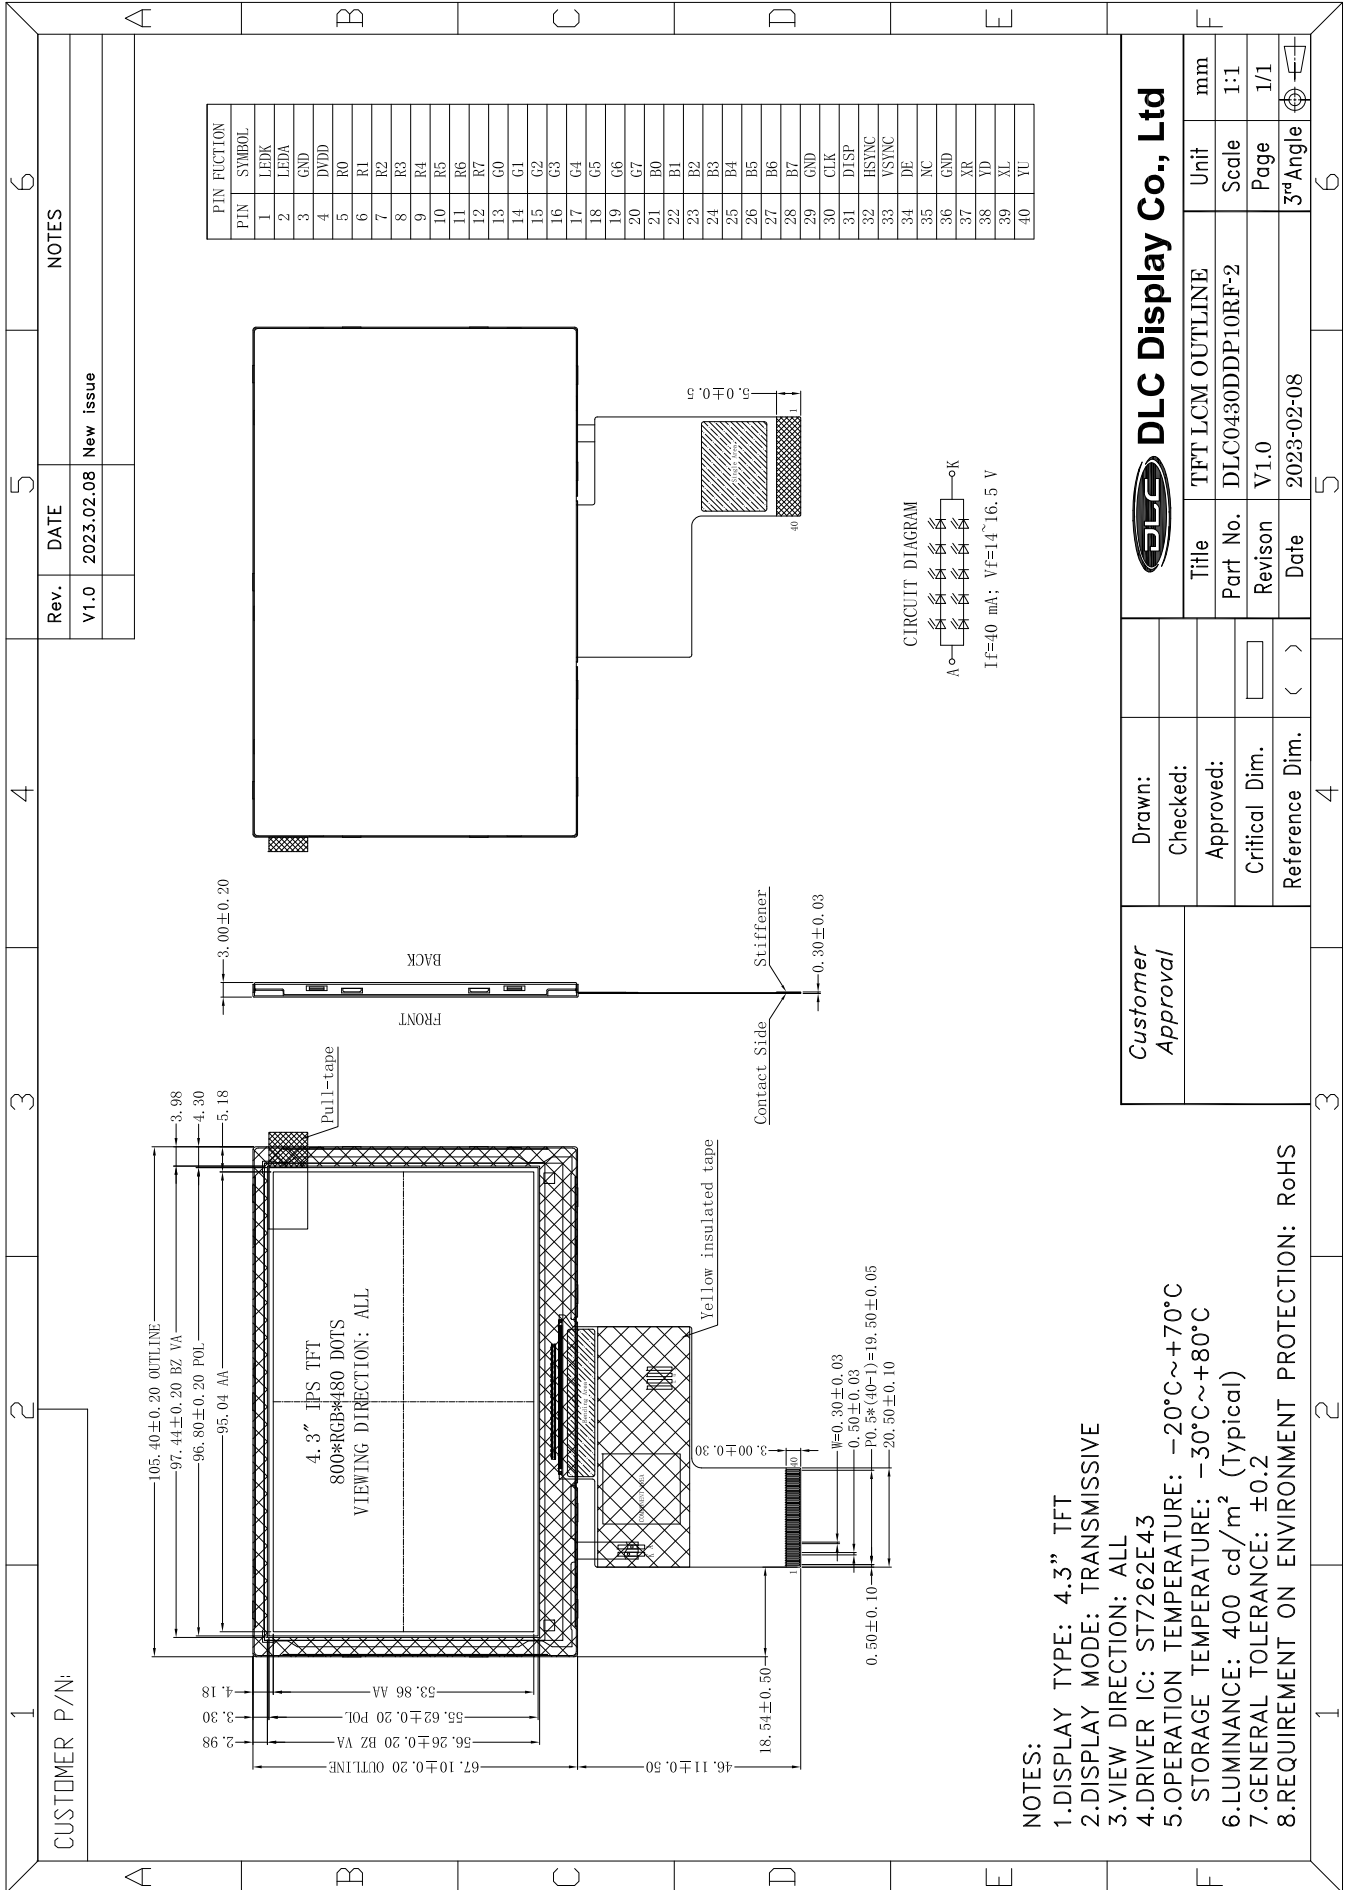 1
2
3
4
5
6
A
B
C
D
E
F
CUSTOMER P/N:
Rev.
DATE
NOTES
V1.0
2023.02.08
New issue
105.40±0.20 OUTLINE
97.44±0.20 BZ VA
96.80±0.20 POL
95.04 AA
3.98
4.30
5.18
Pull-tape
4.3″ IPS TFT
800*RGB*480 DOTS
VIEWING DIRECTION: ALL
4.18
3.30
2.98
53.86 AA
55.62±0.20 POL
56.26±0.20 BZ VA
67.10±0.20 OUTLINE
46.11±0.50
18.54±0.50
Yellow insulated tape
3.00±0.30
1
40
W=0.30±0.03
0.50±0.03
P0.5*(40-1)=19.50±0.05
20.50±0.10
0.50±0.10
3.00±0.20
FRONT
BACK
Contact Side
Stiffener
0.30±0.03
5.0±0.5
40
1
CIRCUIT DIAGRAM
A
K
If=40 mA; Vf=14~16.5 V
PIN FUCTION
PIN SYMBOL
1 LEDK
2 LEDA
3 GND
4 DVDD
5 R0
6 R1
7 R2
8 R3
9 R4
10 R5
11 R6
12 R7
13 G0
14 G1
15 G2
16 G3
17 G4
18 G5
19 G6
20 G7
21 B0
22 B1
23 B2
24 B3
25 B4
26 B5
27 B6
28 B7
29 GND
30 CLK
31 DISP
32 HSYNC
33 VSYNC
34 DE
35 NC
36 GND
37 XR
38 YD
39 XL
40 YU
NOTES:
1.DISPLAY TYPE: 4.3” TFT
2.DISPLAY MODE: TRANSMISSIVE
3.VIEW DIRECTION: ALL
4.DRIVER IC: ST7262E43
5.OPERATION TEMPERATURE: −20°C~+70°C
STORAGE TEMPERATURE: −30°C~+80°C
6.LUMINANCE: 400 cd/m² (Typical)
7.GENERAL TOLERANCE: ±0.2
8.REQUIREMENT ON ENVIRONMENT PROTECTION: RoHS
Customer
Approval
Drawn:
Checked:
Approved:
Critical Dim.
Reference Dim. ( )
DLC DLC Display Co., Ltd
Title TFT LCM OUTLINE Unit mm
Part No. DLC0430DDP10RF-2 Scale 1:1
Revison V1.0 Page 1/1
Date 2023-02-08 3rd Angle
A
B
C
D
E
F
1
2
3
4
5
6